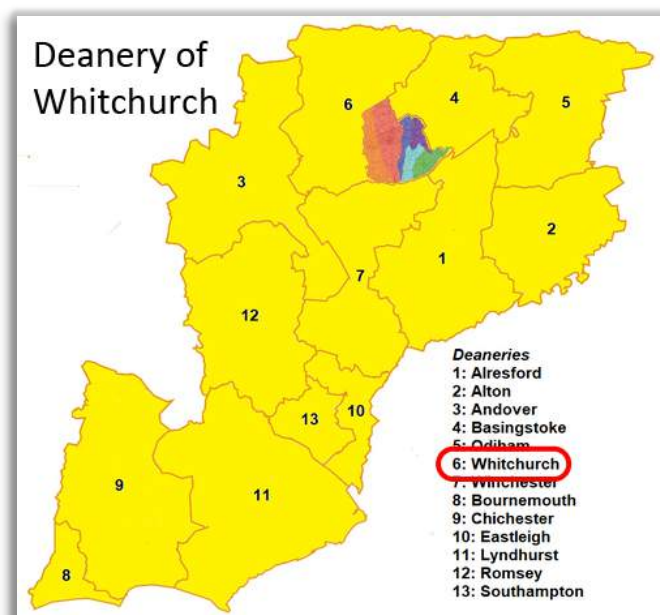 Deanery of
Whitchurch
6
4
5
3
2
1
7
12
10
13
9
11
8
Deaneries
1: Alresford
2: Alton
3: Andover
4: Basingstoke
5: Odiham
6: Whitchurch
7: Winchester
8: Bournemouth
9: Chichester
10: Eastleigh
11: Lyndhurst
12: Romsey
13: Southampton